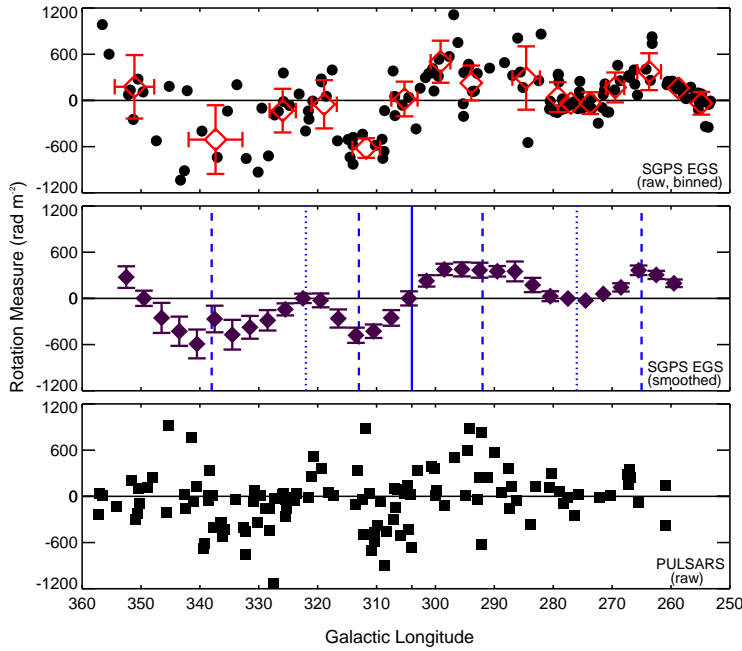 1200
600
0
-600
-1200
SGPS EGS
(raw, binned)
Rotation Measure (rad m⁻²)
1200
600
0
-600
-1200
SGPS EGS
(smoothed)
1200
600
0
-600
-1200
PULSARS
(raw)
360 350 340 330 320 310 300 290 280 270 260 250
Galactic Longitude